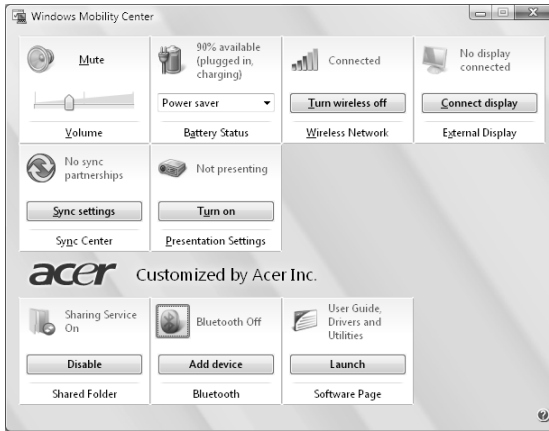 Windows Mobility Center
Mute
Volume
90% available
(plugged in,
charging)
Power saver
Battery Status
Connected
Turn wireless off
Wireless Network
No display
connected
Connect display
External Display
No sync
partnerships
Sync settings
Sync Center
Not presenting
Turn on
Presentation Settings
acer Customized by Acer Inc.
Sharing Service
On
Disable
Shared Folder
Bluetooth Off
Add device
Bluetooth
User Guide,
Drivers and
Utilities
Launch
Software Page